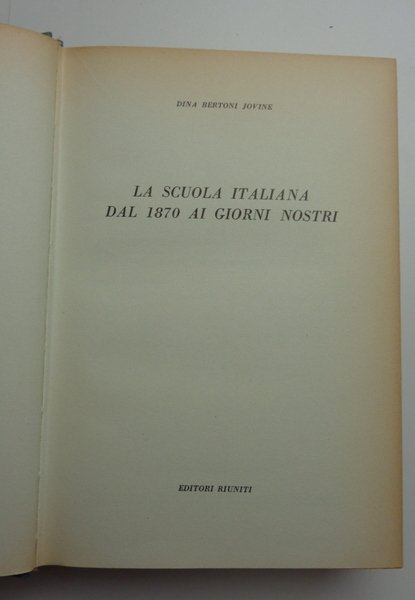 DINA BERTONI JOVINE
LA SCUOLA ITALIANA
DAL 1870 AI GIORNI NOSTRI
EDITORI RIUNITI